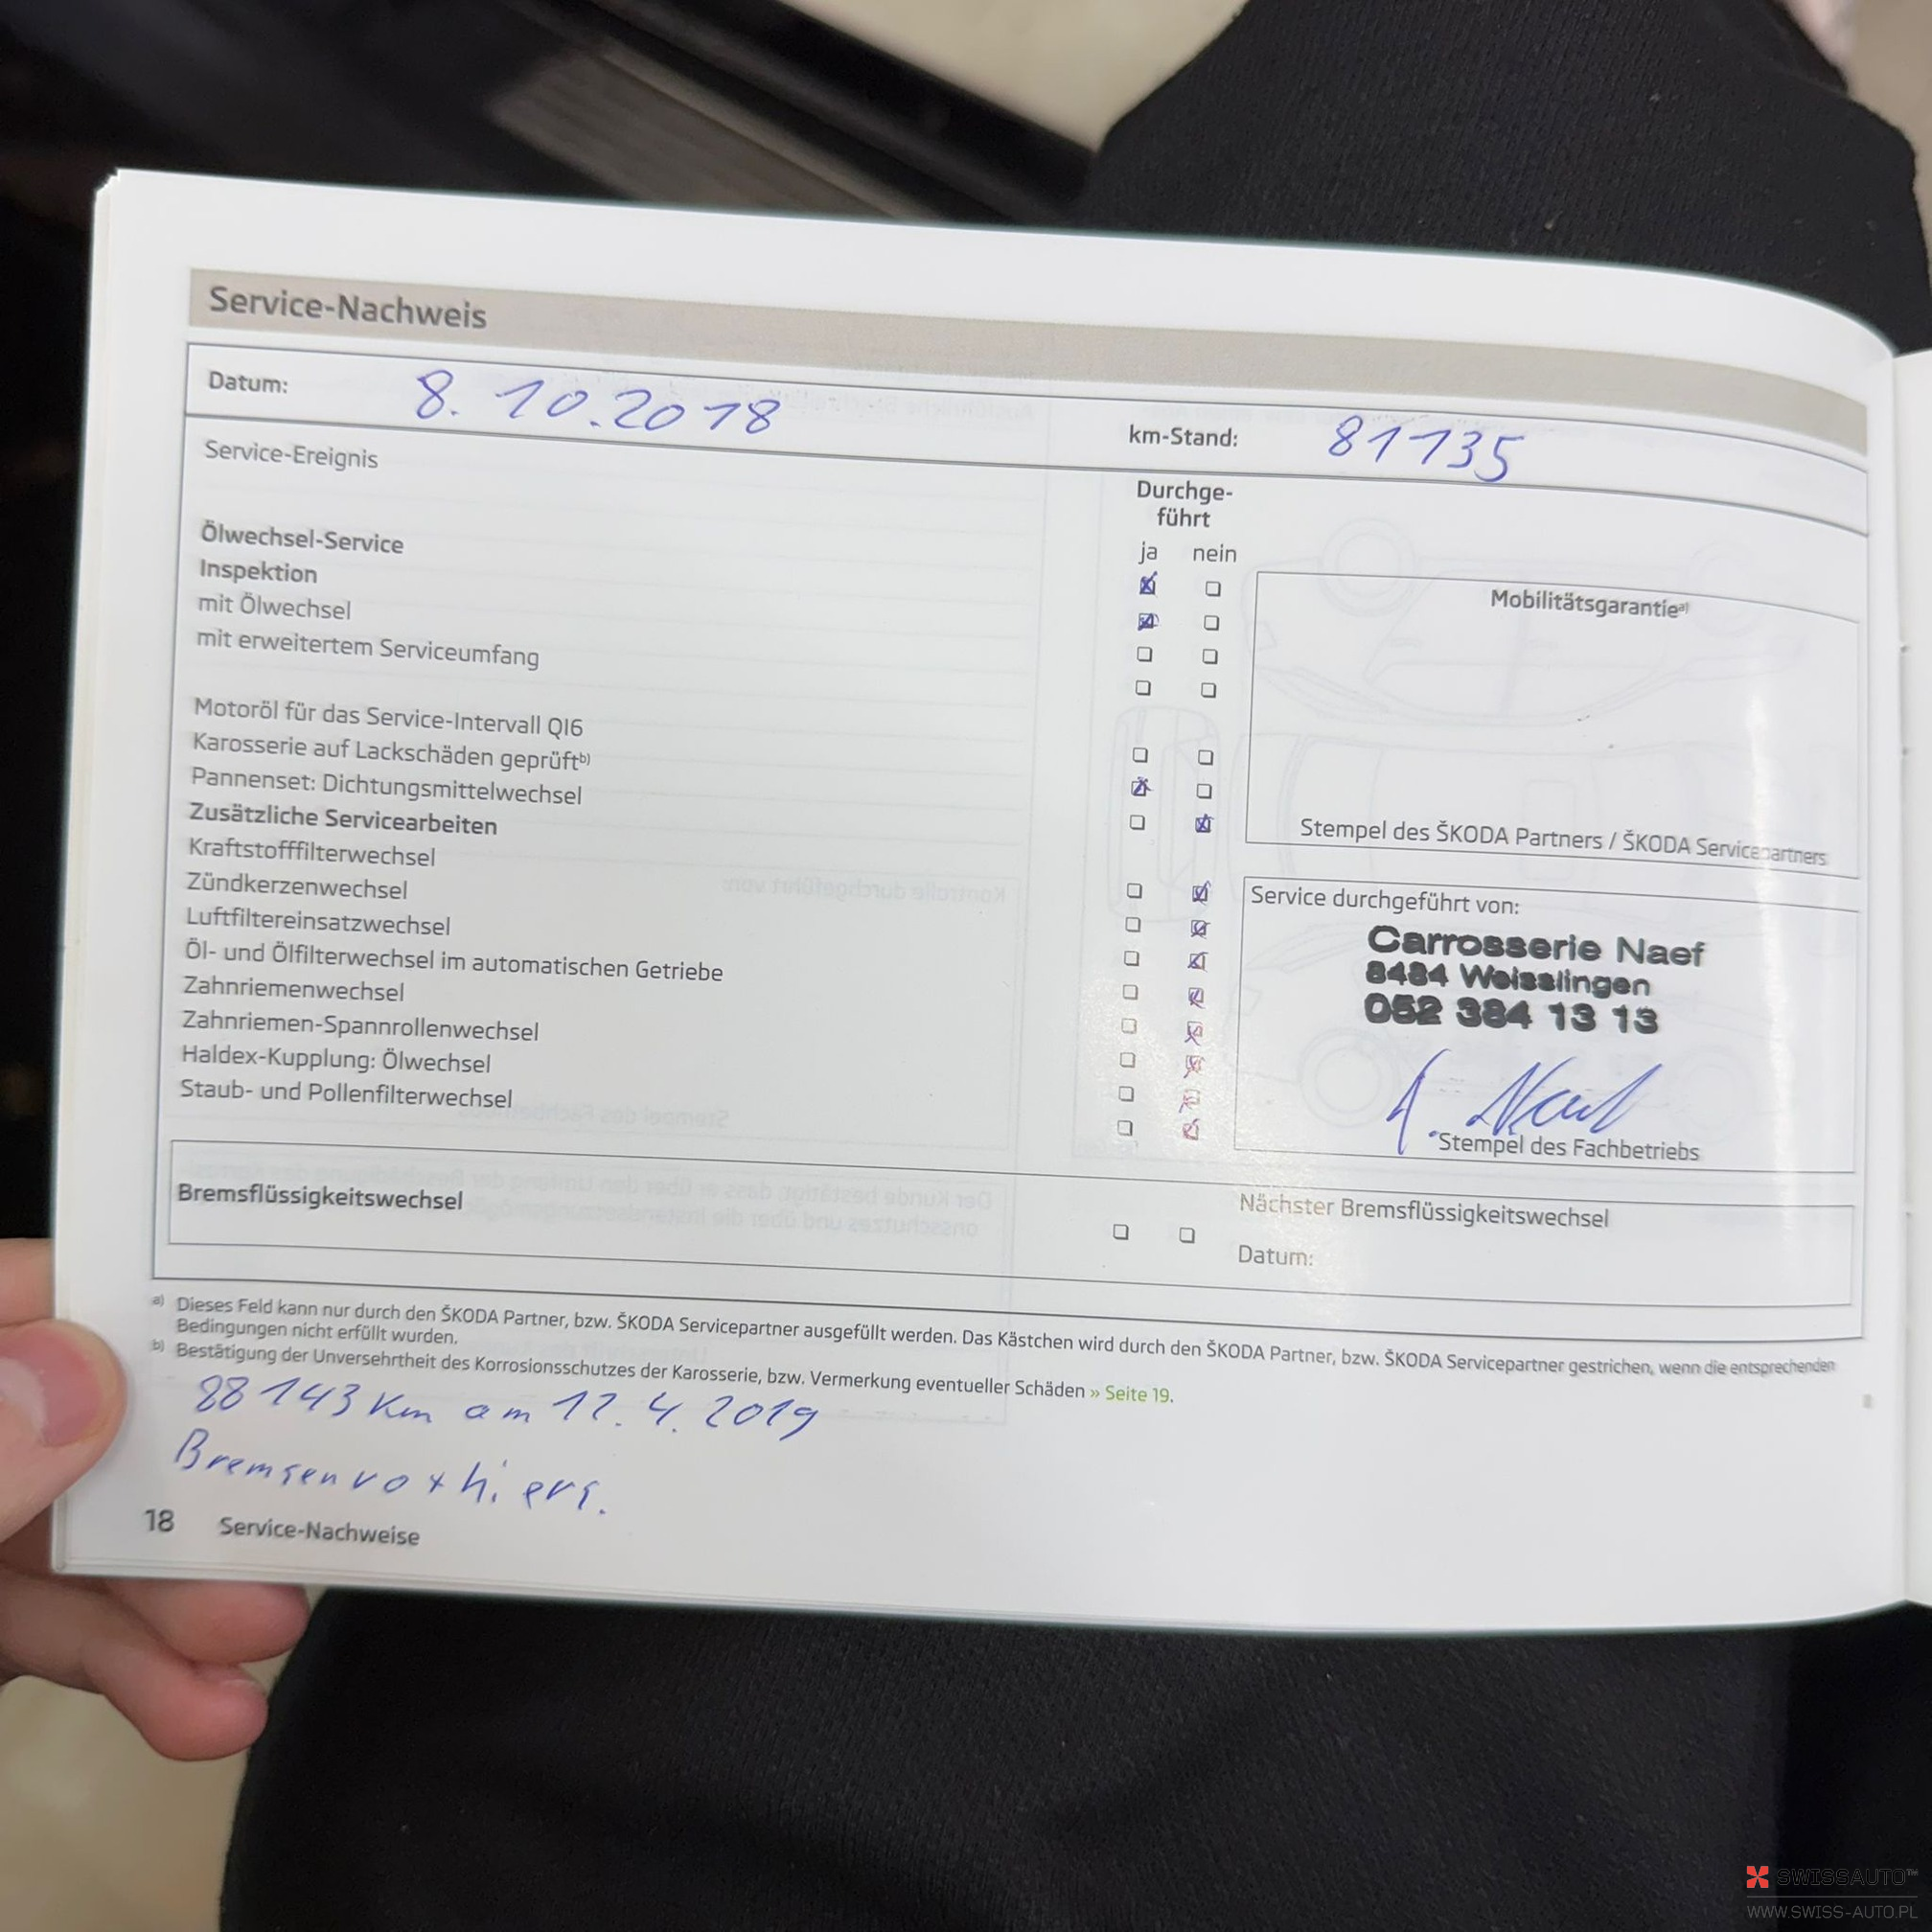 Service-Nachweis
Datum: 8. 10. 2018 km-Stand: 81135
Service-Ereignis
Durchge-
führt
ja nein
Ölwechsel-Service
Inspektion
mit Ölwechsel
mit erweitertem Serviceumfang
Motoröl für das Service-Intervall QI6
Karosserie auf Lackschäden geprüft b)
Pannenset: Dichtungsmittelwechsel
Zusätzliche Servicearbeiten
Kraftstofffilterwechsel
Zündkerzenwechsel
Luftfiltereinsatzwechsel
Öl- und Ölfilterwechsel im automatischen Getriebe
Zahnriemenwechsel
Zahnriemen-Spannrollenwechsel
Haldex-Kupplung: Ölwechsel
Staub- und Pollenfilterwechsel
Mobilitätsgarantie a)
Stempel des ŠKODA Partners / ŠKODA Servicepartners
Service durchgeführt von:
Carrosserie Naef
8484 Weisslingen
052 384 13 13
Stempel des Fachbetriebs
Bremsflüssigkeitswechsel
Nächster Bremsflüssigkeitswechsel
Datum:
a) Dieses Feld kann nur durch den ŠKODA Partner, bzw. ŠKODA Servicepartner ausgefüllt werden. Das Kästchen wird durch den ŠKODA Partner, bzw. ŠKODA Servicepartner gestrichen, wenn die entsprechenden
Bedingungen nicht erfüllt wurden.
b) Bestätigung der Unversehrtheit des Korrosionsschutzes der Karosserie, bzw. Vermerkung eventueller Schäden » Seite 19.
88143 Km am 12. 4. 2019
Bremsen vo + hi ers.
18 Service-Nachweise
SWISSAUTO™
WWW.SWISS-AUTO.PL